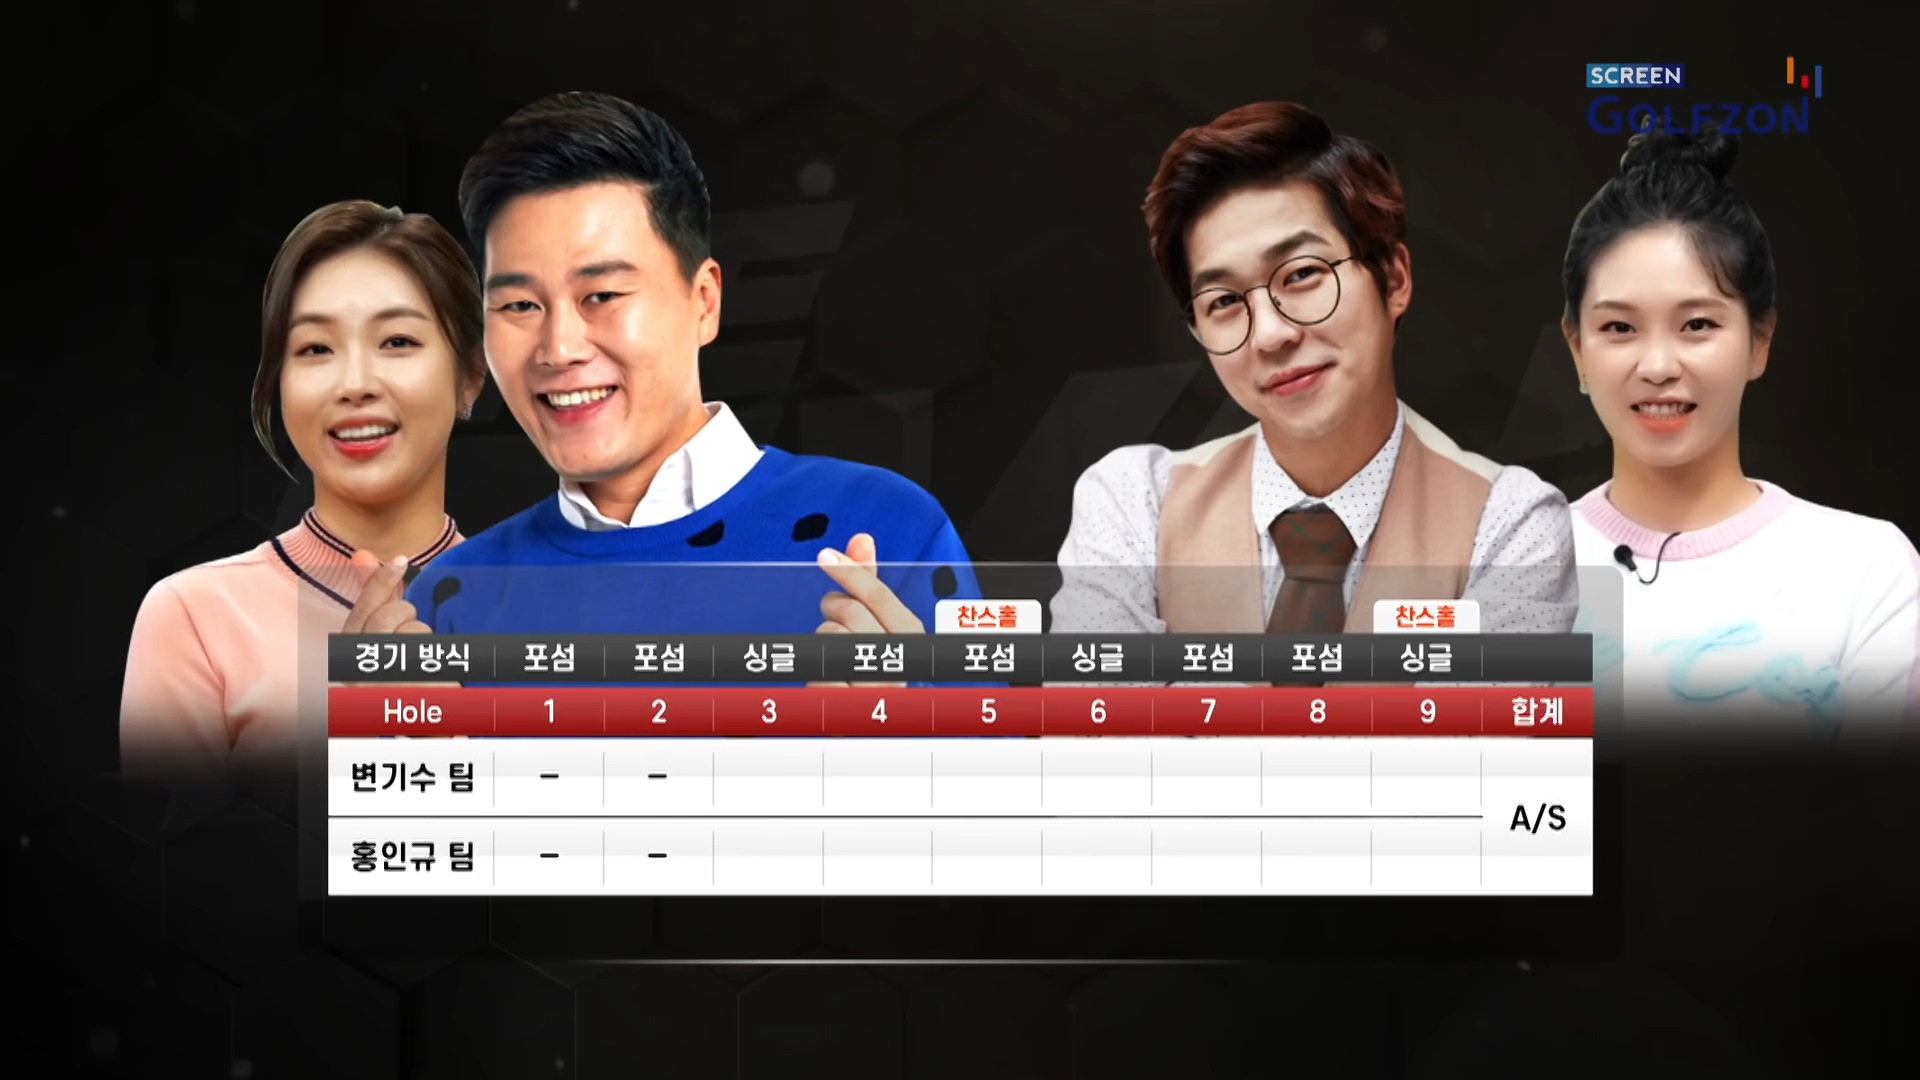 SCREEN
GOLFZON
찬스홀 찬스홀
경기 방식 포섬 포섬 싱글 포섬 포섬 싱글 포섬 포섬 싱글
Hole 1 2 3 4 5 6 7 8 9 합계
변기수 팀 – –
A/S
홍인규 팀 – –